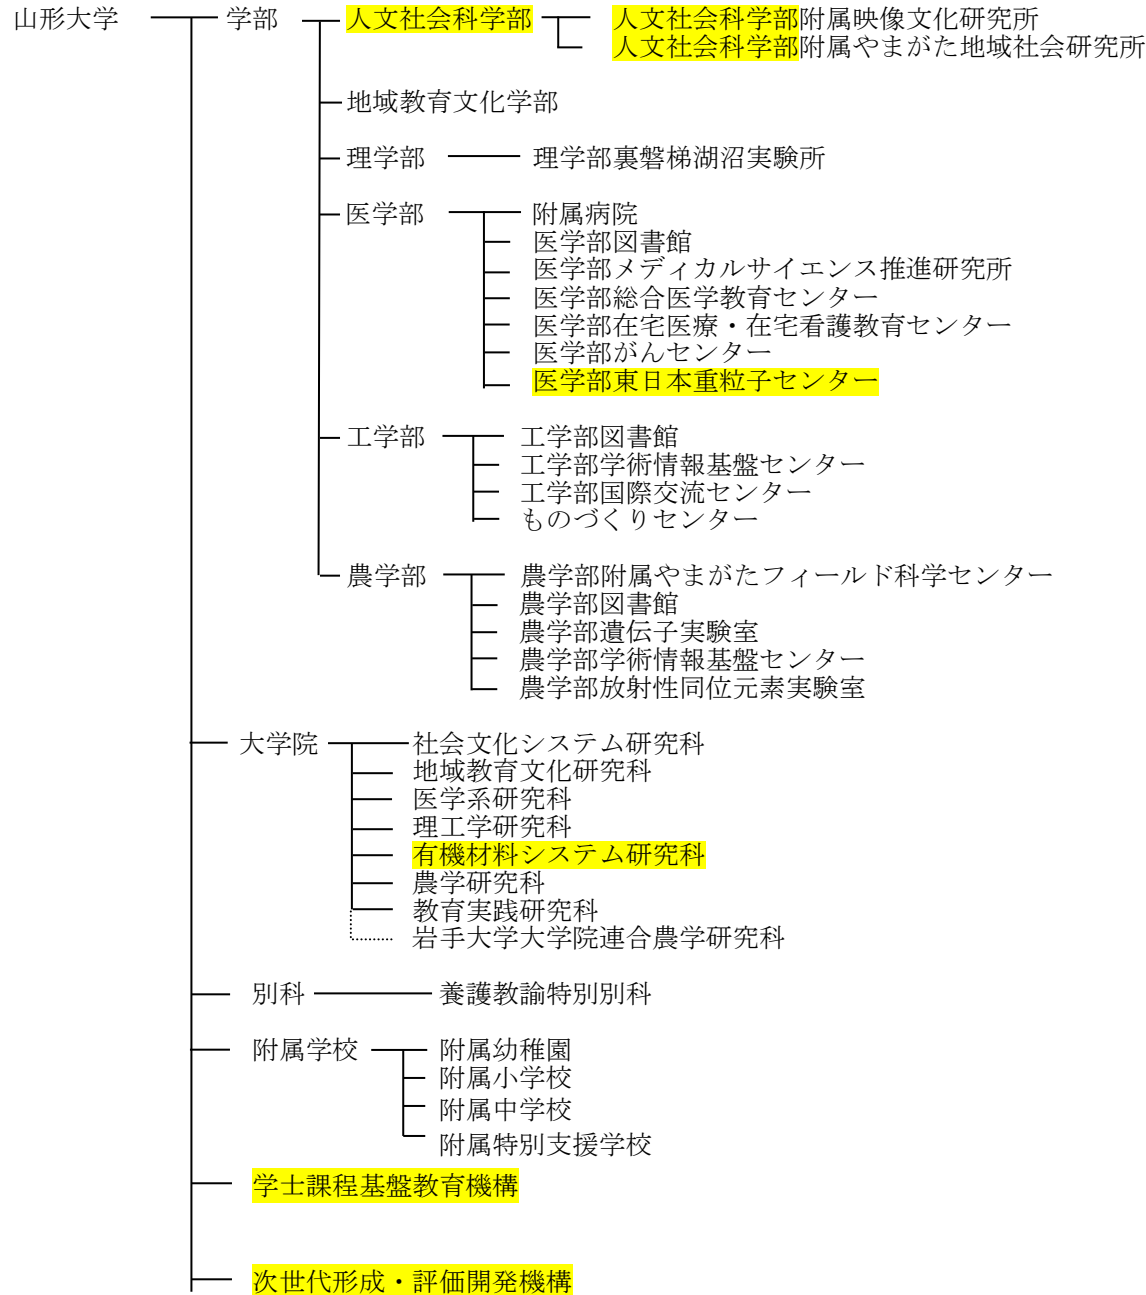 山形大学 学部 人文社会科学部 人文社会科学部附属映像文化研究所
人文社会科学部附属やまがた地域社会研究所
地域教育文化学部
理学部 理学部裏磐梯湖沼実験所
医学部 附属病院
医学部図書館
医学部メディカルサイエンス推進研究所
医学部総合医学教育センター
医学部在宅医療・在宅看護教育センター
医学部がんセンター
医学部東日本重粒子センター
工学部 工学部図書館
工学部学術情報基盤センター
工学部国際交流センター
ものづくりセンター
農学部 農学部附属やまがたフィールド科学センター
農学部図書館
農学部遺伝子実験室
農学部学術情報基盤センター
農学部放射性同位元素実験室
大学院 社会文化システム研究科
地域教育文化研究科
医学系研究科
理工学研究科
有機材料システム研究科
農学研究科
教育実践研究科
岩手大学大学院連合農学研究科
別科 養護教諭特別別科
附属学校 附属幼稚園
附属小学校
附属中学校
附属特別支援学校
学士課程基盤教育機構
次世代形成・評価開発機構